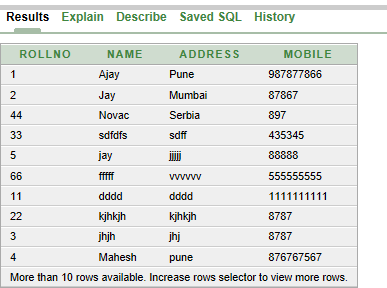 Results Explain Describe Saved SQL History
ROLLNO NAME ADDRESS MOBILE
1 Ajay Pune 987877866
2 Jay Mumbai 87867
44 Novac Serbia 897
33 sdfdfs sdff 435345
5 jay jjjjj 88888
66 fffff vvvvvv 555555555
11 dddd dddd 1111111111
22 kjhkjh kjhkjh 8787
3 jhjh jhj 8787
4 Mahesh pune 876767567
More than 10 rows available. Increase rows selector to view more rows.